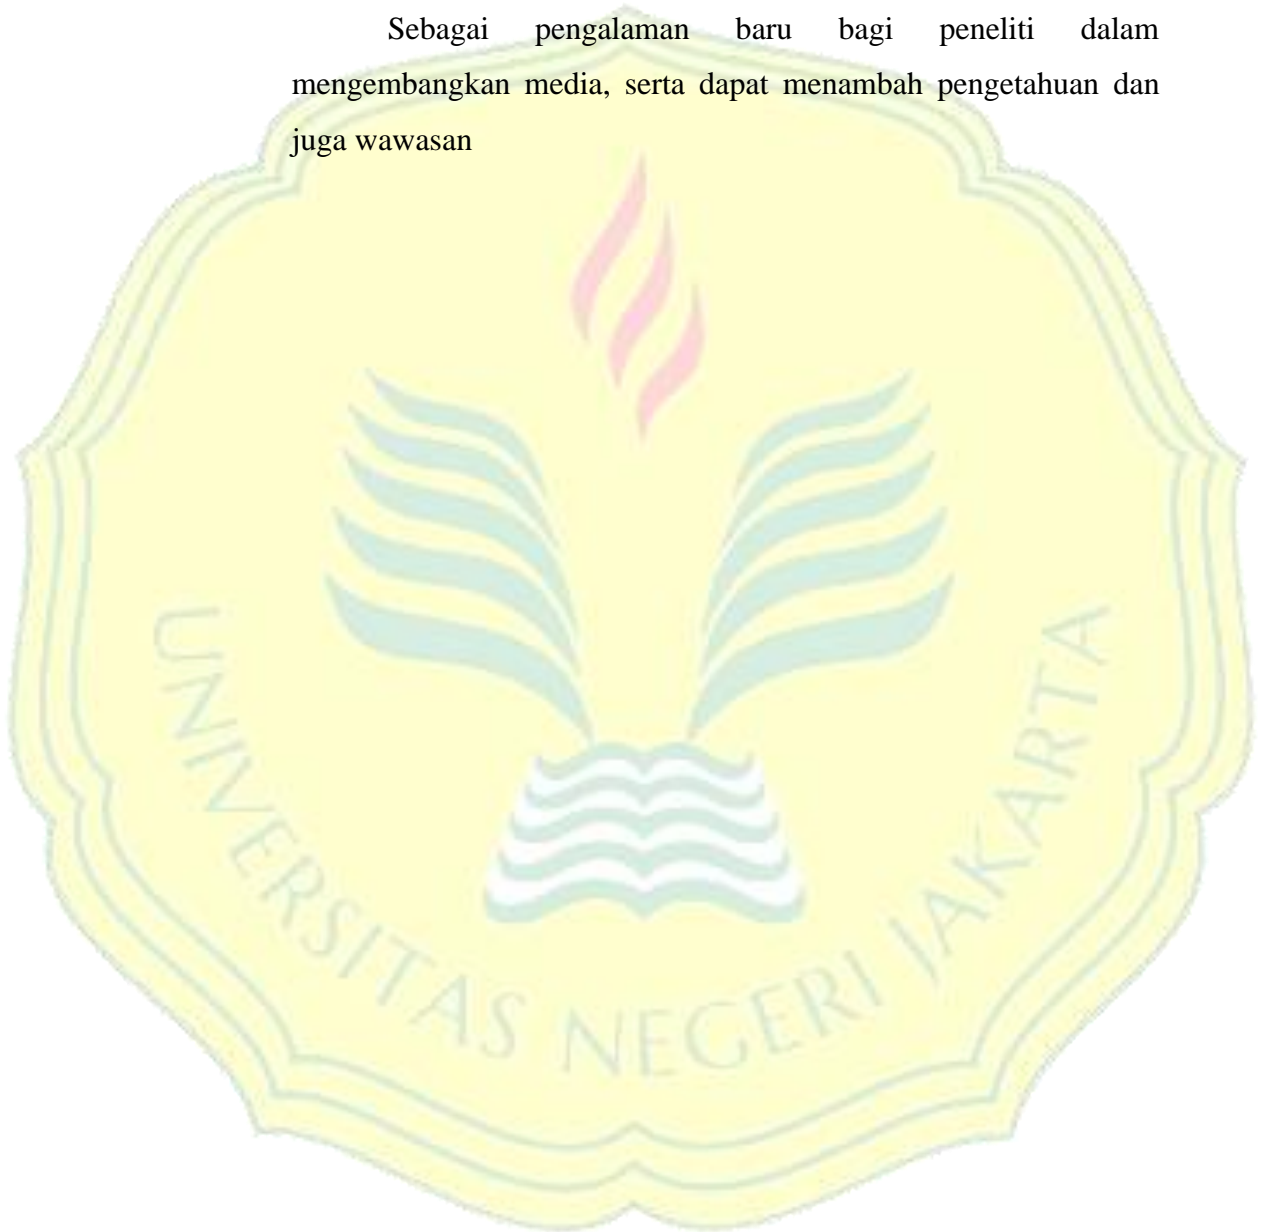 Sebagai pengalaman baru bagi peneliti dalam
mengembangkan media, serta dapat menambah pengetahuan dan
juga wawasan
UNIVERSITAS NEGERI JAKARTA